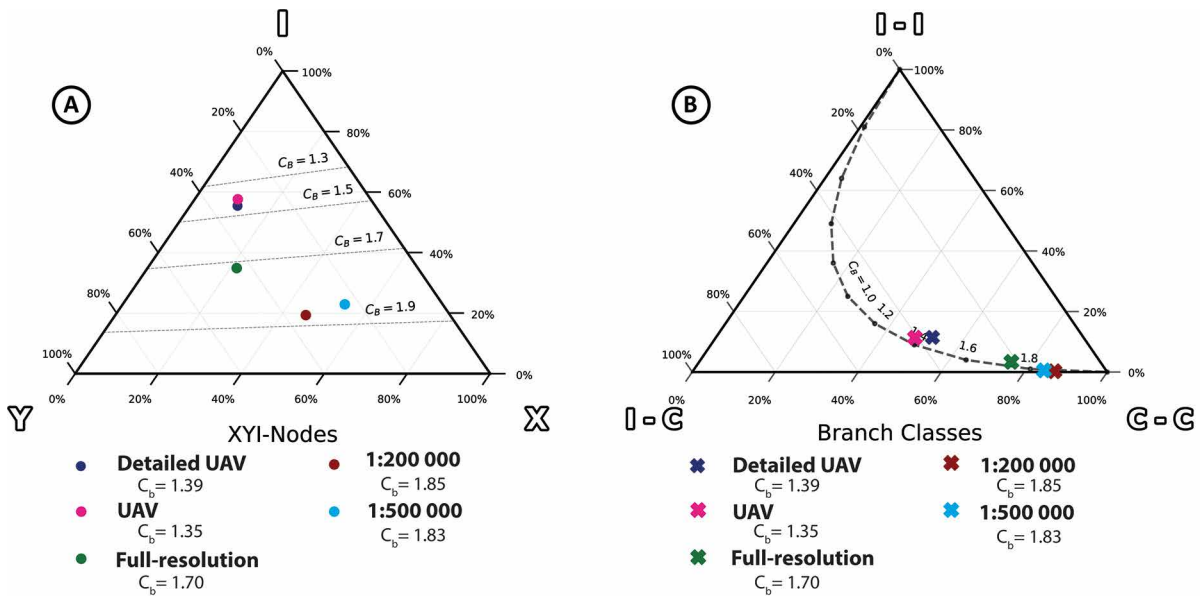 I
I - I
A
B
0%
100%
20%
80%
40%
60%
60%
40%
80%
20%
100%
0%
0%
20%
40%
60%
80%
100%
C_B = 1.3
C_B = 1.5
C_B = 1.7
C_B = 1.9
Y
X
XYI-Nodes
0%
100%
20%
80%
40%
60%
60%
40%
80%
20%
100%
0%
0%
20%
40%
60%
80%
100%
C_B = 1.0
1.2
1.6
1.8
I - C
C - C
Branch Classes
Detailed UAV
C_b= 1.39
UAV
C_b= 1.35
Full-resolution
C_b= 1.70
1:200 000
C_b= 1.85
1:500 000
C_b= 1.83
Detailed UAV
C_b= 1.39
UAV
C_b= 1.35
Full-resolution
C_b= 1.70
1:200 000
C_b= 1.85
1:500 000
C_b= 1.83